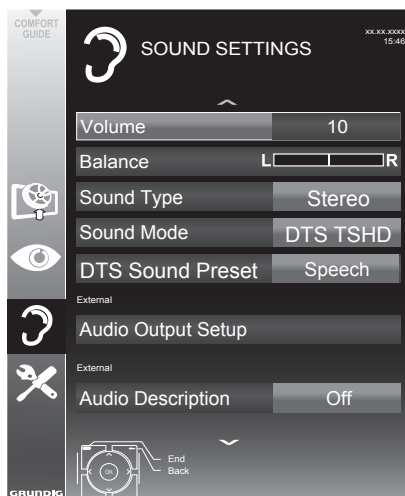 COMFORT
GUIDE
SOUND SETTINGS
xx.xx.xxxx
15:46
Volume 10
Balance L R
Sound Type Stereo
Sound Mode DTS TSHD
DTS Sound Preset Speech
External
Audio Output Setup
External
Audio Description Off
End
Back
OK
GRUNDIG